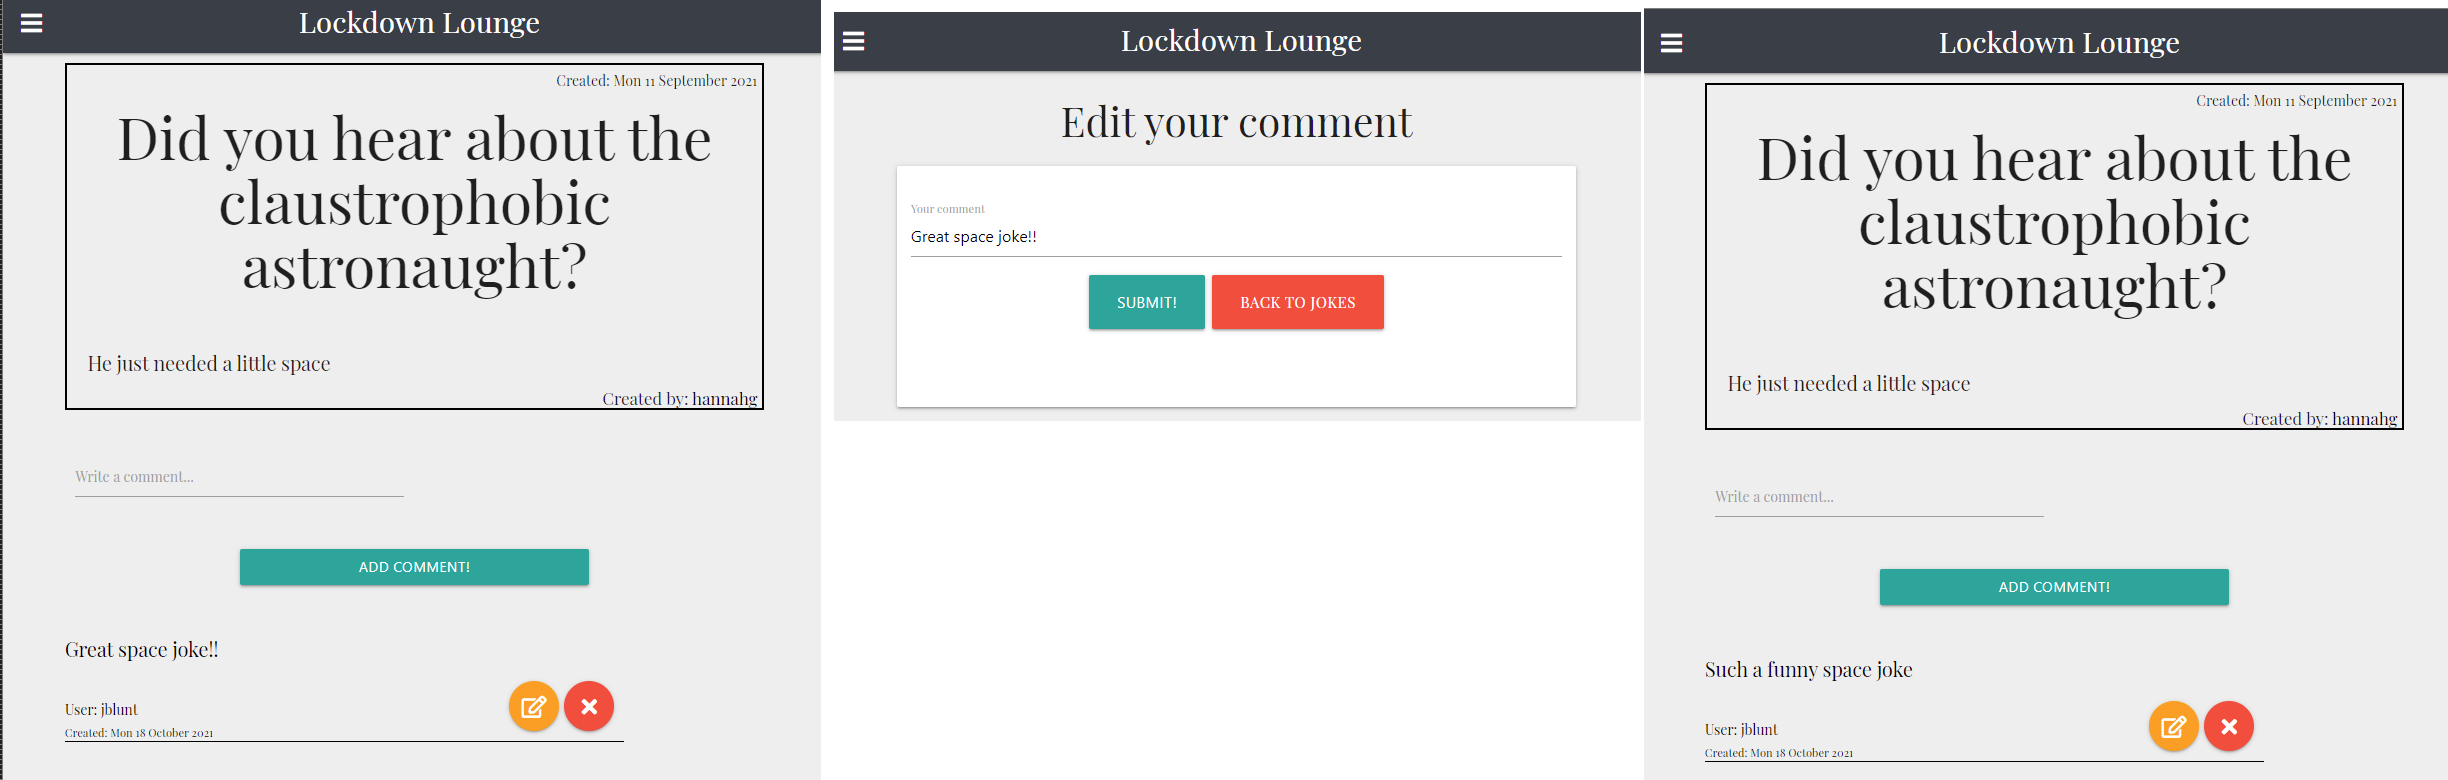 Lockdown Lounge
Created: Mon 11 September 2021
Did you hear about the
claustrophobic
astronaught?
He just needed a little space
Created by: hannahg
Write a comment...
ADD COMMENT!
Great space joke!!
User: jblunt
Created: Mon 18 October 2021
Lockdown Lounge
Edit your comment
Your comment
Great space joke!!
SUBMIT!
BACK TO JOKES
Lockdown Lounge
Created: Mon 11 September 2021
Did you hear about the
claustrophobic
astronaught?
He just needed a little space
Created by: hannahg
Write a comment...
ADD COMMENT!
Such a funny space joke
User: jblunt
Created: Mon 18 October 2021